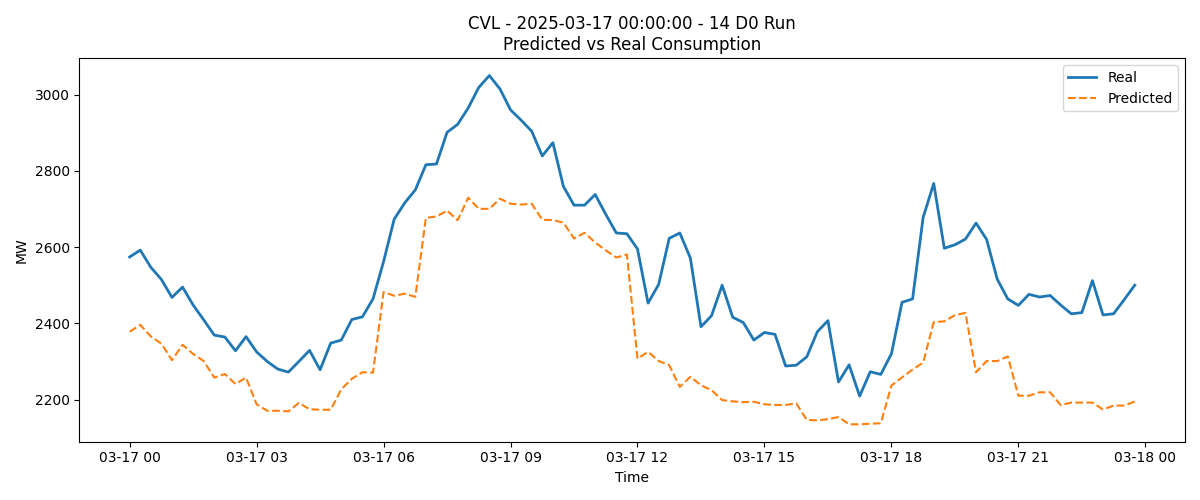 CVL - 2025-03-17 00:00:00 - 14 D0 Run
Predicted vs Real Consumption
Real
Predicted
MW
3000
2800
2600
2400
2200
03-17 00
03-17 03
03-17 06
03-17 09
03-17 12
03-17 15
03-17 18
03-17 21
03-18 00
Time